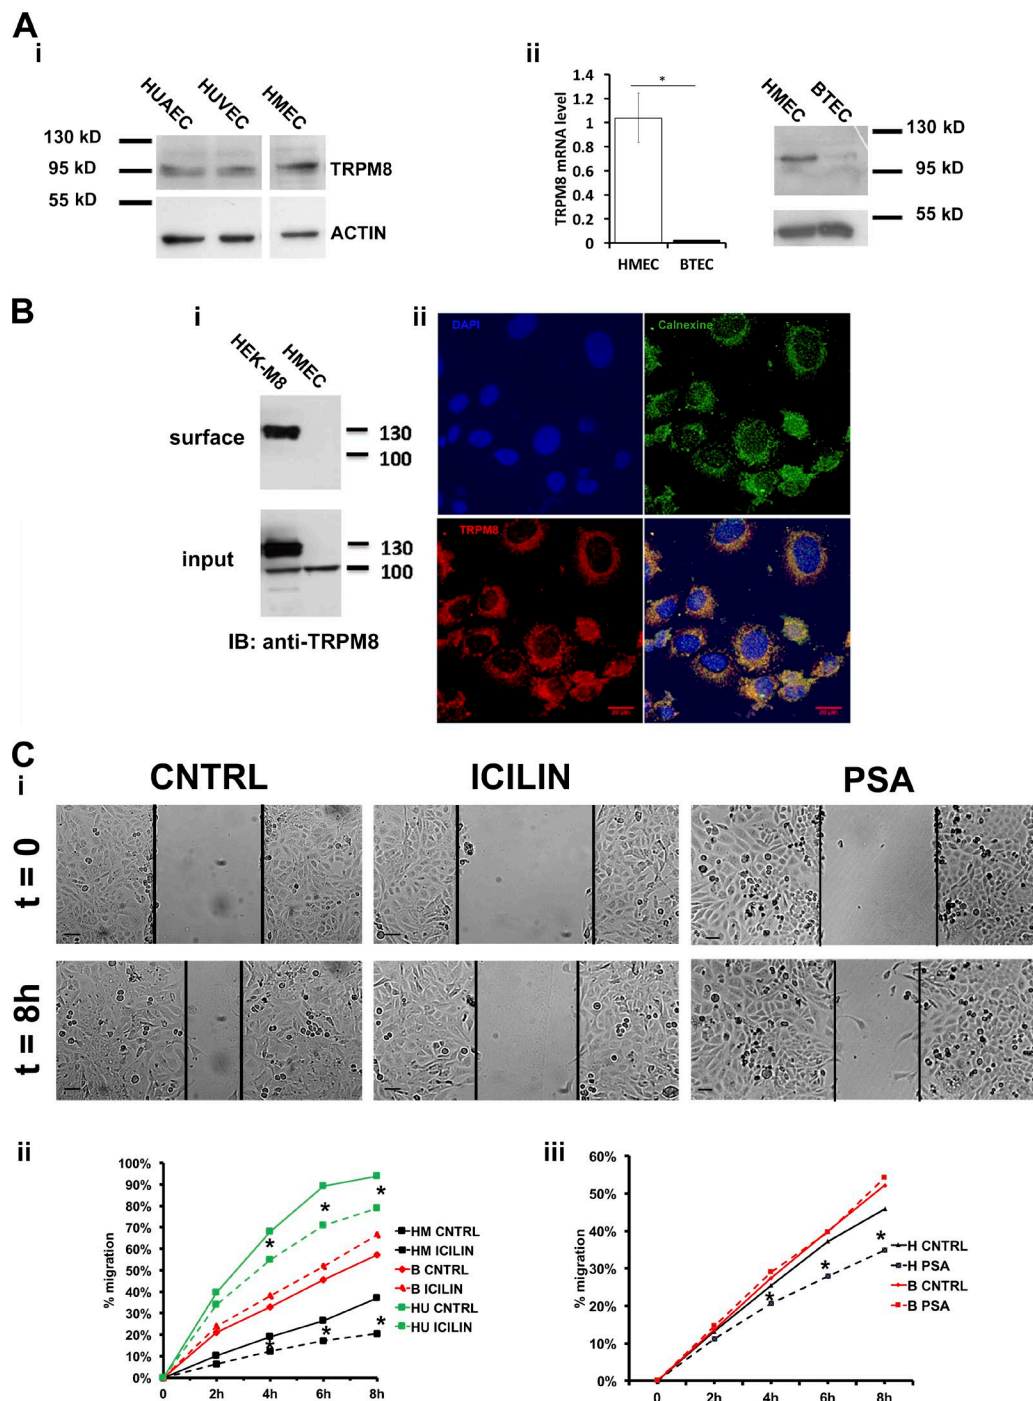 A
i
HUAEC
HUVEC
HMEC
130 kD
95 kD
55 kD
TRPM8
ACTIN
ii
TRPM8 mRNA level
1.4
1.2
1
0.8
0.6
0.4
0.2
0
*
HMEC
BTEC
HMEC
BTEC
130 kD
95 kD
55 kD
B
i
HEK-M8
HMEC
surface
130
100
input
130
100
IB: anti-TRPM8
ii
DAPI
Calnexine
TRPM8
20 µm
20 µm
C
i
CNTRL
ICILIN
PSA
t = 0
t = 8h
ii
% migration
100%
90%
80%
70%
60%
50%
40%
30%
20%
10%
0%
0
2h
4h
6h
8h
*
*
*
*
*
*
HM CNTRL
HM ICILIN
B CNTRL
B ICILIN
HU CNTRL
HU ICILIN
iii
% migration
60%
50%
40%
30%
20%
10%
0%
0
2h
4h
6h
8h
*
*
*
H CNTRL
H PSA
B CNTRL
B PSA